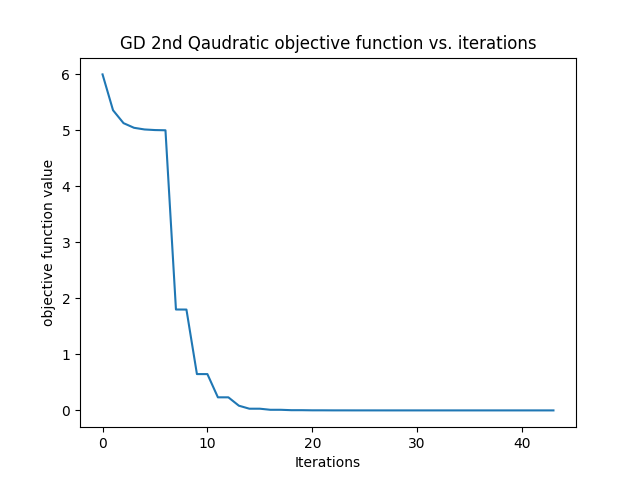 GD 2nd Qaudratic objective function vs. iterations
6
5
4
3
2
1
0
objective function value
0 10 20 30 40
Iterations